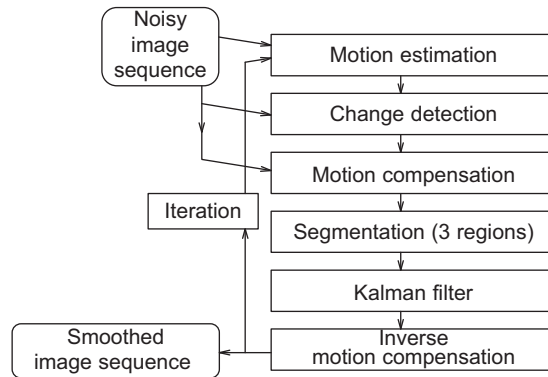 Noisy
image
sequence
Motion estimation
Change detection
Motion compensation
Iteration
Segmentation (3 regions)
Kalman filter
Smoothed
image sequence
Inverse
motion compensation